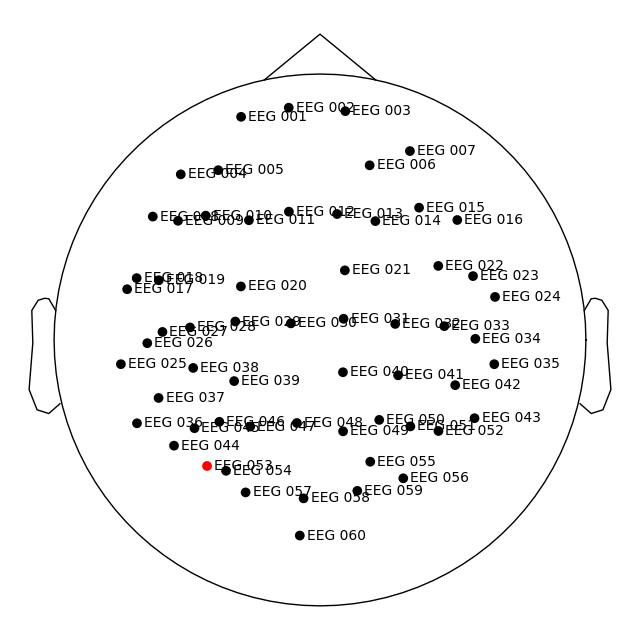 EEG 001
EEG 002
EEG 003
EEG 004
EEG 005
EEG 006
EEG 007
EEG 008
EEG 009
EEG 010
EEG 011
EEG 012
EEG 013
EEG 014
EEG 015
EEG 016
EEG 017
EEG 018
EEG 019
EEG 020
EEG 021
EEG 022
EEG 023
EEG 024
EEG 025
EEG 026
EEG 027
EEG 028
EEG 029
EEG 030
EEG 031
EEG 032
EEG 033
EEG 034
EEG 035
EEG 036
EEG 037
EEG 038
EEG 039
EEG 040
EEG 041
EEG 042
EEG 043
EEG 044
EEG 045
EEG 046
EEG 047
EEG 048
EEG 049
EEG 050
EEG 051
EEG 052
EEG 053
EEG 054
EEG 055
EEG 056
EEG 057
EEG 058
EEG 059
EEG 060